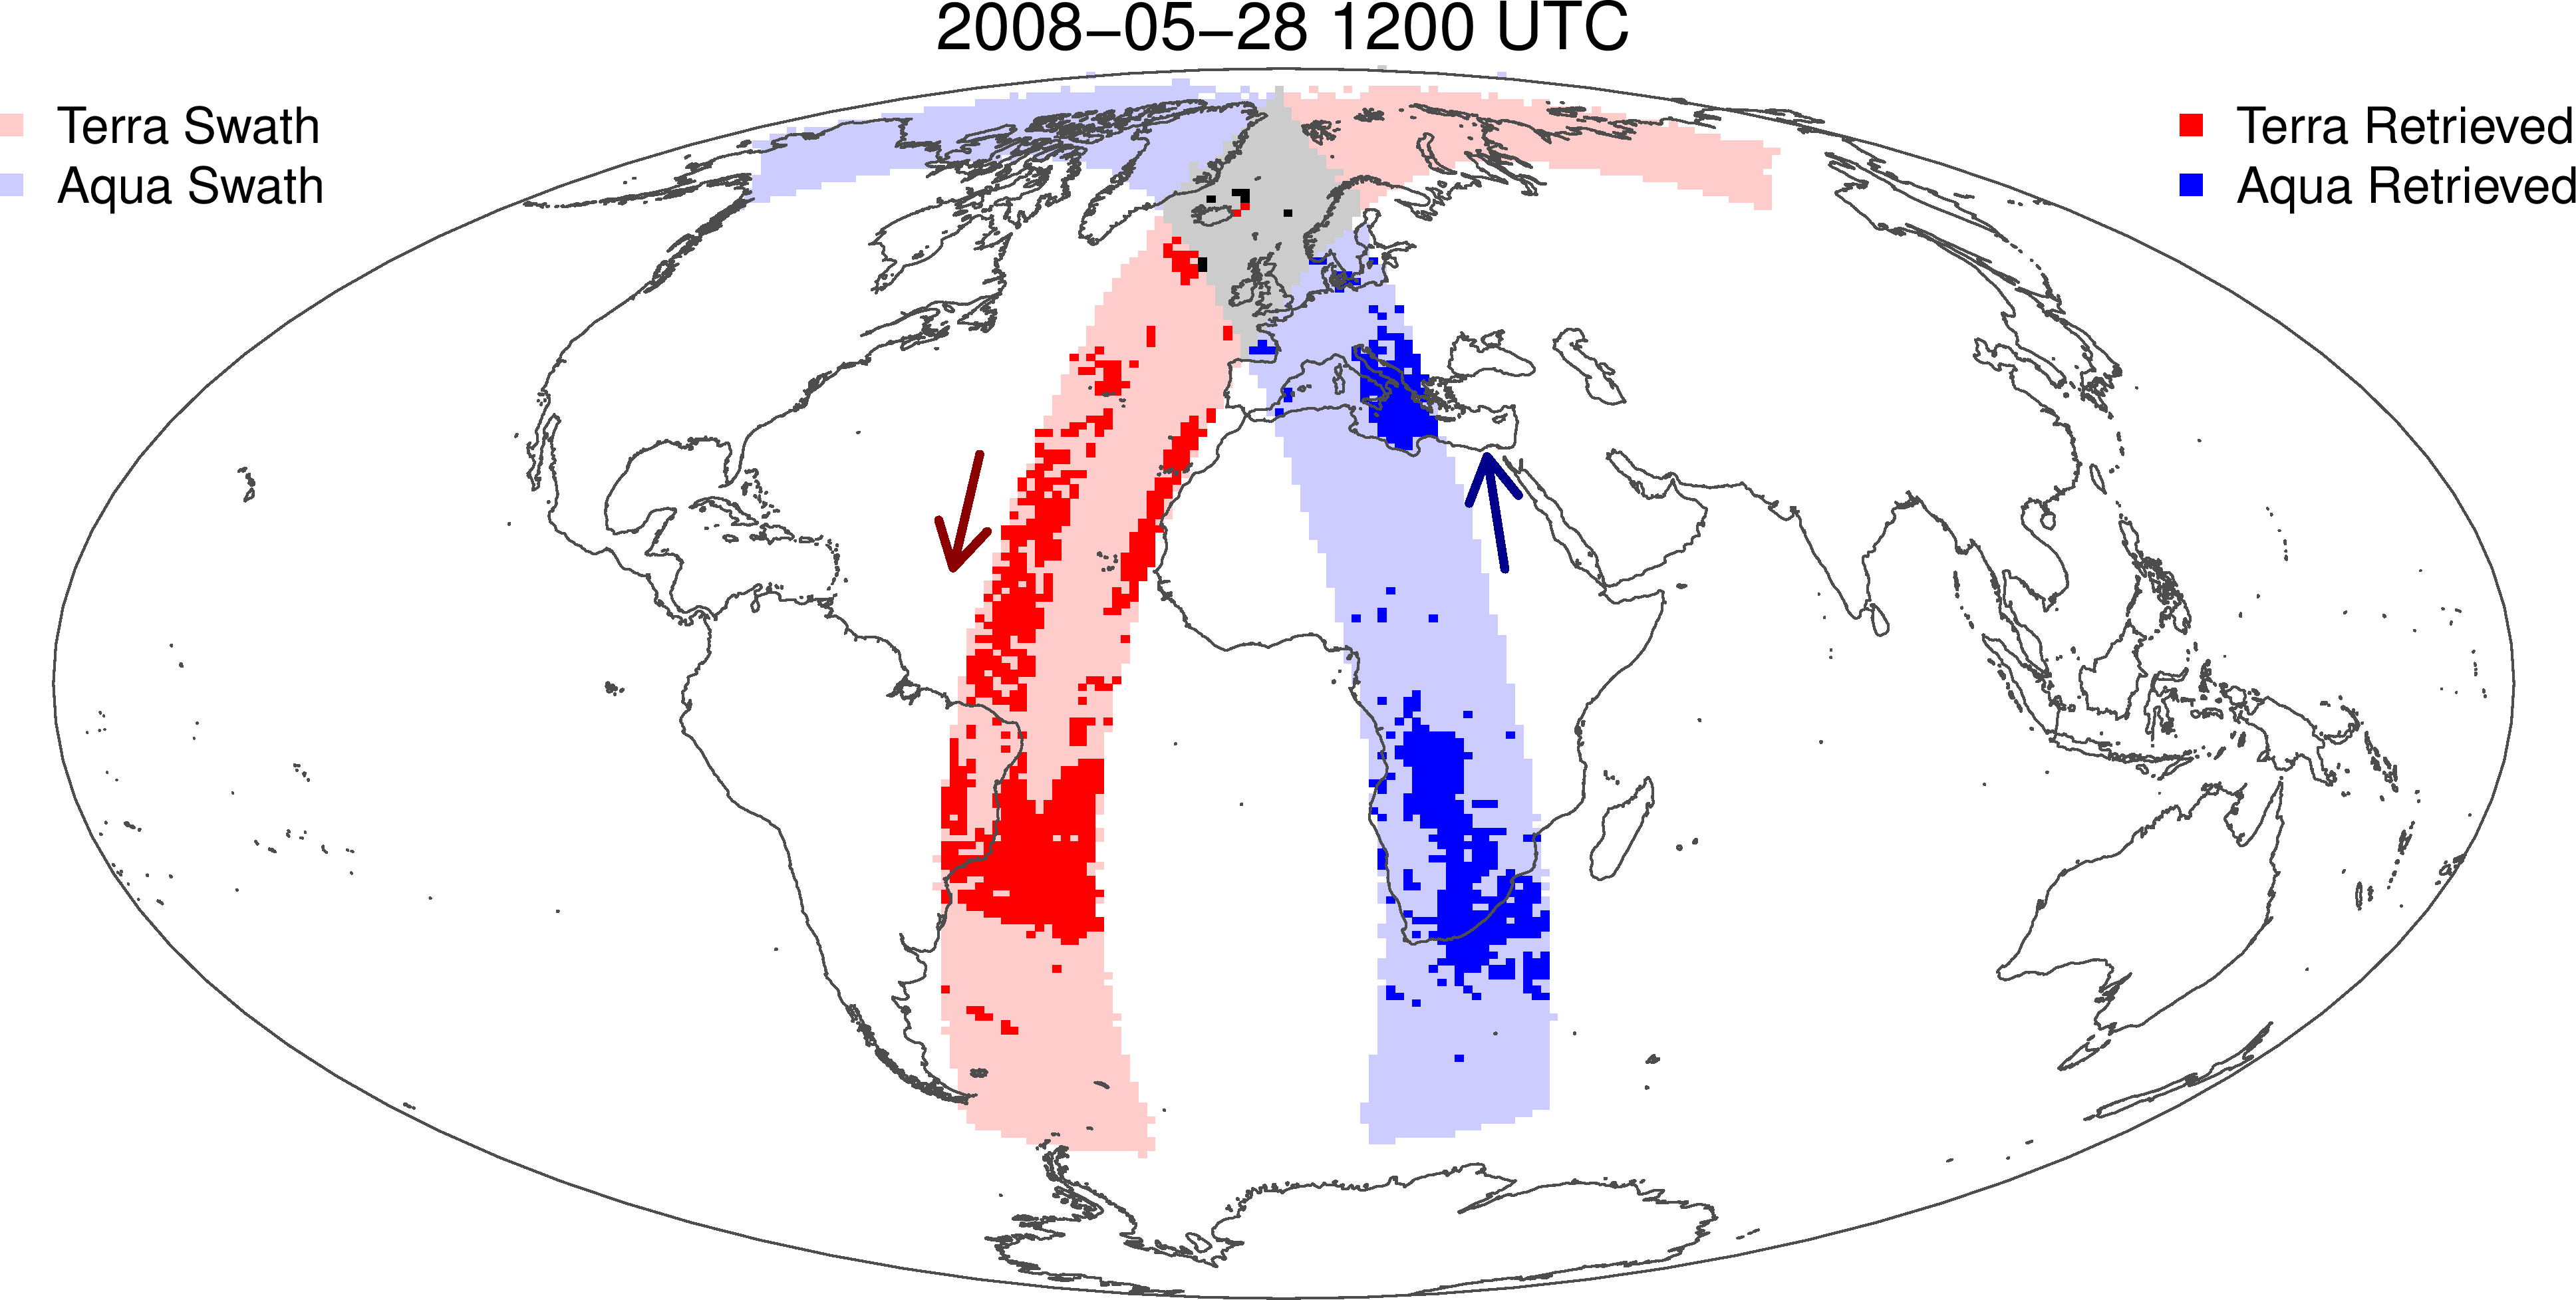 2008−05−28 1200 UTC
Terra Swath
Aqua Swath
Terra Retrieved
Aqua Retrieved